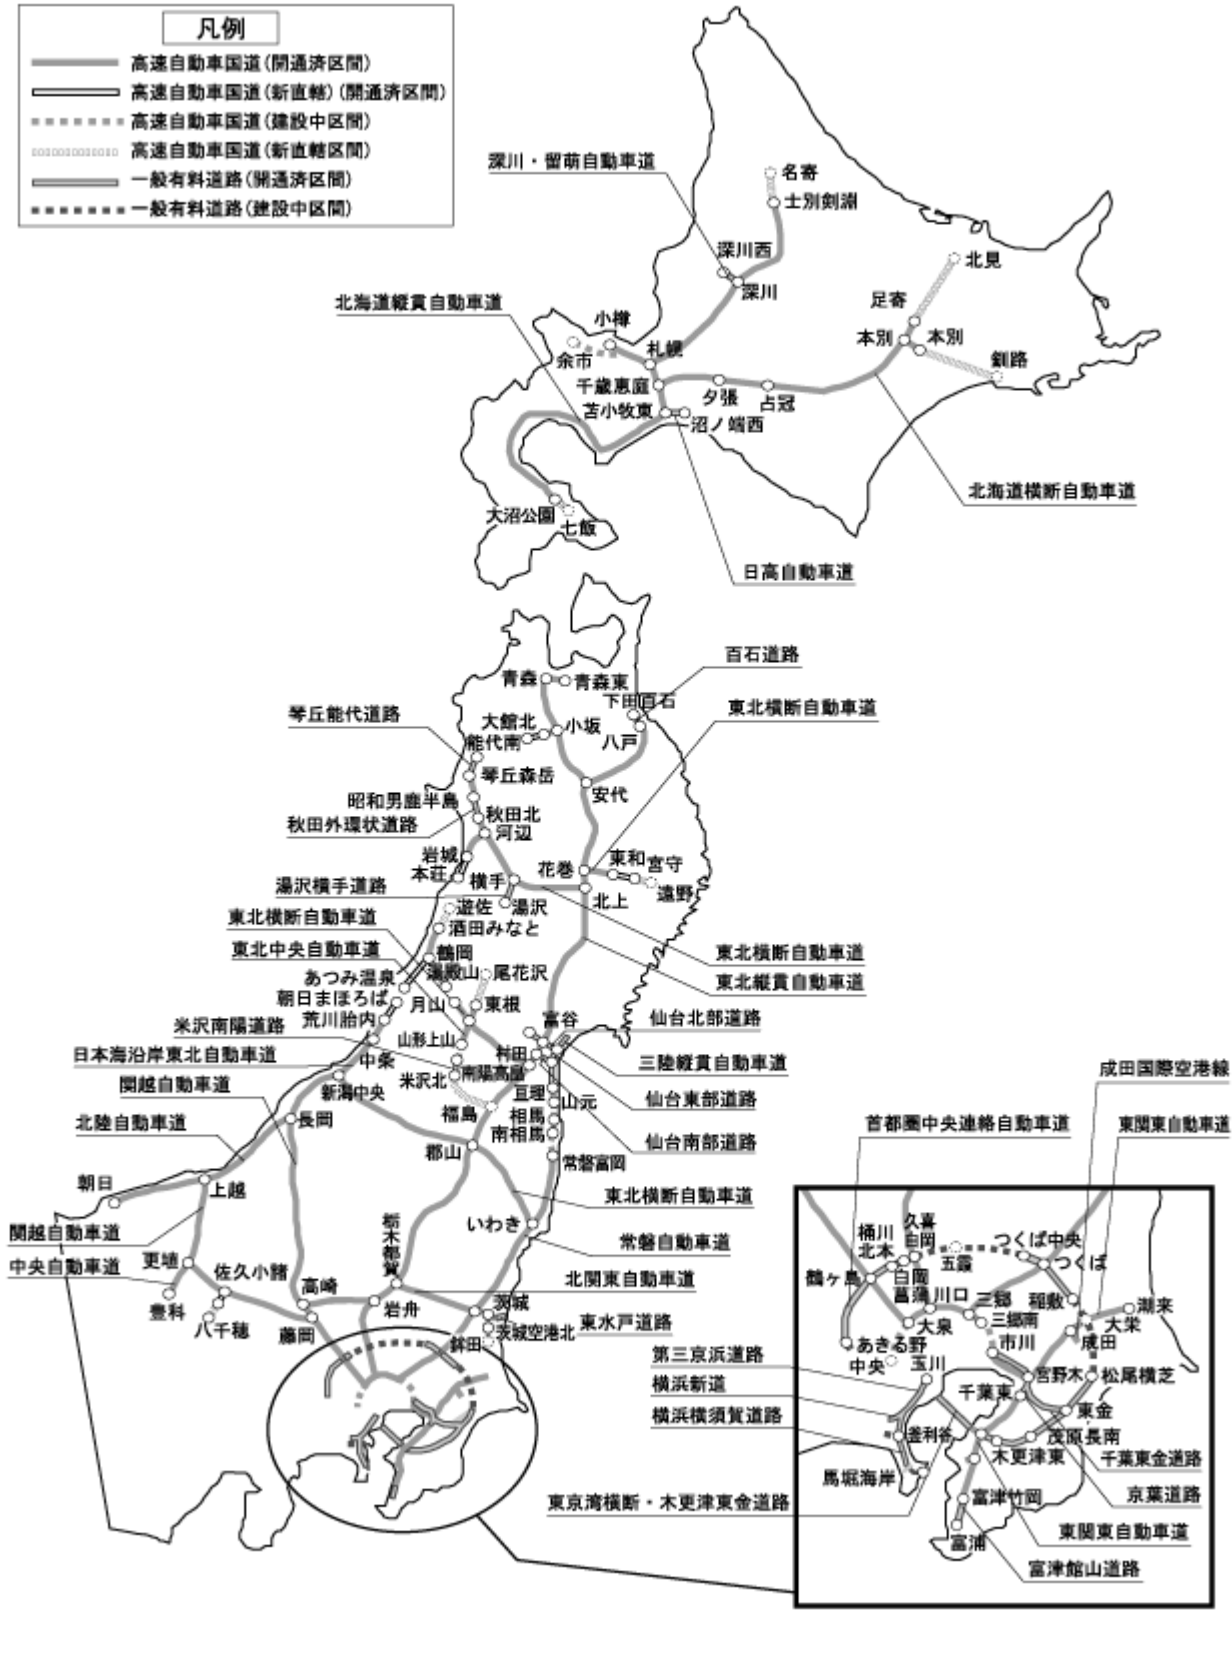 凡例
高速自動車国道(開通済区間)
高速自動車国道(新直轄)(開通済区間)
高速自動車国道(建設中区間)
高速自動車国道(新直轄区間)
一般有料道路(開通済区間)
一般有料道路(建設中区間)
深川・留萌自動車道
名寄
士別剣淵
深川西
深川
北見
足寄
本別
本別
釧路
北海道縦貫自動車道
小樽
余市
札幌
千歳恵庭
夕張
占冠
苫小牧東
沼ノ端西
北海道横断自動車道
大沼公園
七飯
日高自動車道
百石道路
青森
青森東
下田百石
東北横断自動車道
琴丘能代道路
大館北
小坂
能代南
八戸
琴丘森岳
安代
昭和男鹿半島
秋田北
秋田外環状道路
河辺
岩城
本荘
花巻
東和
宮守
遠野
横手
北上
湯沢横手道路
湯沢
遊佐
東北横断自動車道
酒田みなと
東北中央自動車道
鶴岡
東北横断自動車道
湯殿山
尾花沢
あつみ温泉
東北縦貫自動車道
朝日まほろば
月山
東根
荒川胎内
富谷
仙台北部道路
米沢南陽道路
山形上山
日本海沿岸東北自動車道
中条
村田
三陸縦貫自動車道
南陽高畠
米沢北
関越自動車道
新潟中央
亘理
山元
仙台東部道路
福島
相馬
南相馬
仙台南部道路
北陸自動車道
長岡
郡山
常磐富岡
朝日
上越
東北横断自動車道
いわき
関越自動車道
栃木都賀
常磐自動車道
更埴
中央自動車道
佐久小諸
高崎
北関東自動車道
豊科
八千穂
藤岡
岩舟
茨城
茨城空港北
東水戸道路
鉾田
成田国際空港線
首都圏中央連絡自動車道
東関東自動車道
桶川北本
久喜白岡
五霞
つくば中央
つくば
鶴ヶ島
白岡菖蒲
川口
三郷
稲敷
潮来
大泉
三郷南
大栄
あきる野
市川
成田
中央
第三京浜道路
玉川
宮野木
松尾横芝
横浜新道
千葉東
東金
横浜横須賀道路
釜利谷
茂原長南
馬堀海岸
木更津東
千葉東金道路
東京湾横断・木更津東金道路
富津竹岡
京葉道路
富浦
東関東自動車道
富津館山道路